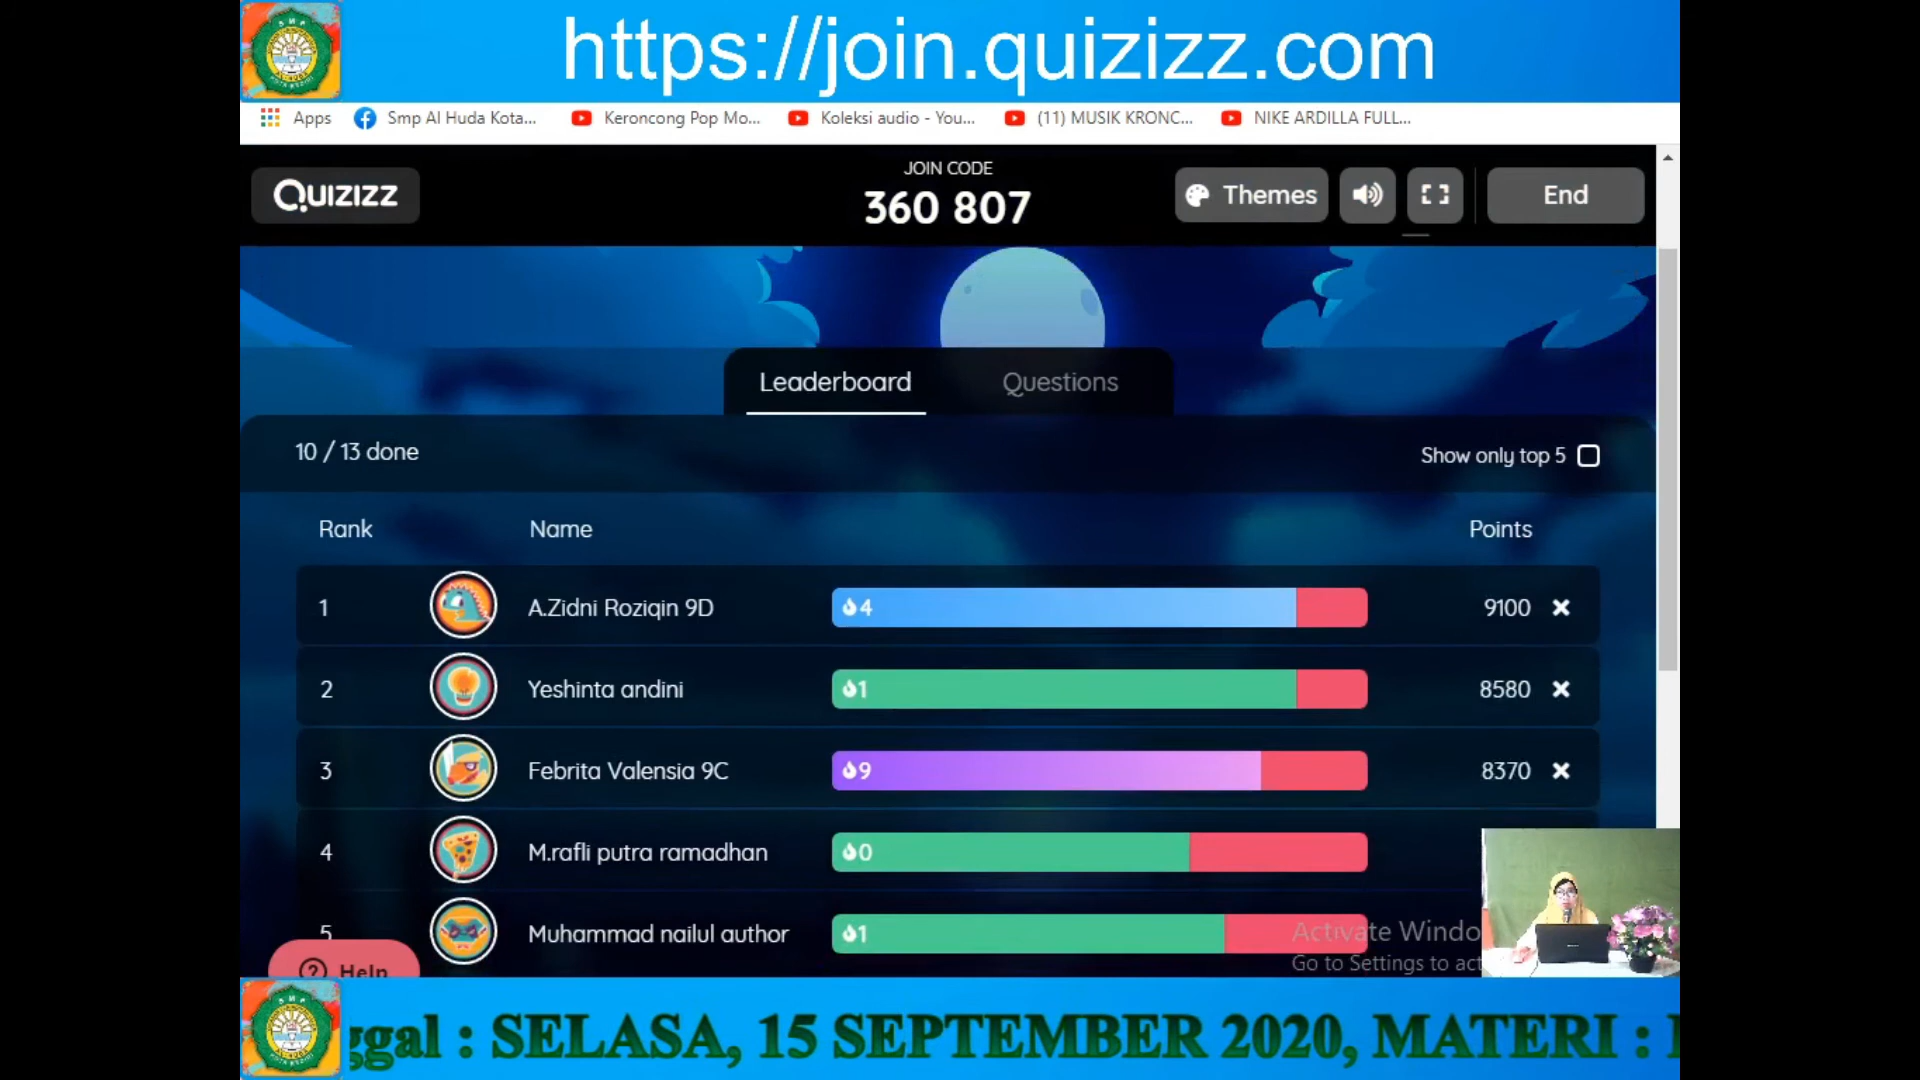 https://join.quizizz.com
Apps Smp Al Huda Kota... Keroncong Pop Mo... Koleksi audio - You... (11) MUSIK KRONC... NIKE ARDILLA FULL...
QUIZIZZ
JOIN CODE
360 807
Themes
End
Leaderboard Questions
10 / 13 done
Show only top 5
Rank Name Points
1 A.Zidni Roziqin 9D 4 9100
2 Yeshinta andini 1 8580
3 Febrita Valensia 9C 9 8370
4 M.rafli putra ramadhan 0
5 Muhammad nailul author 1
Activate Windo
Go to Settings to act
Help
ggal : SELASA, 15 SEPTEMBER 2020, MATERI :